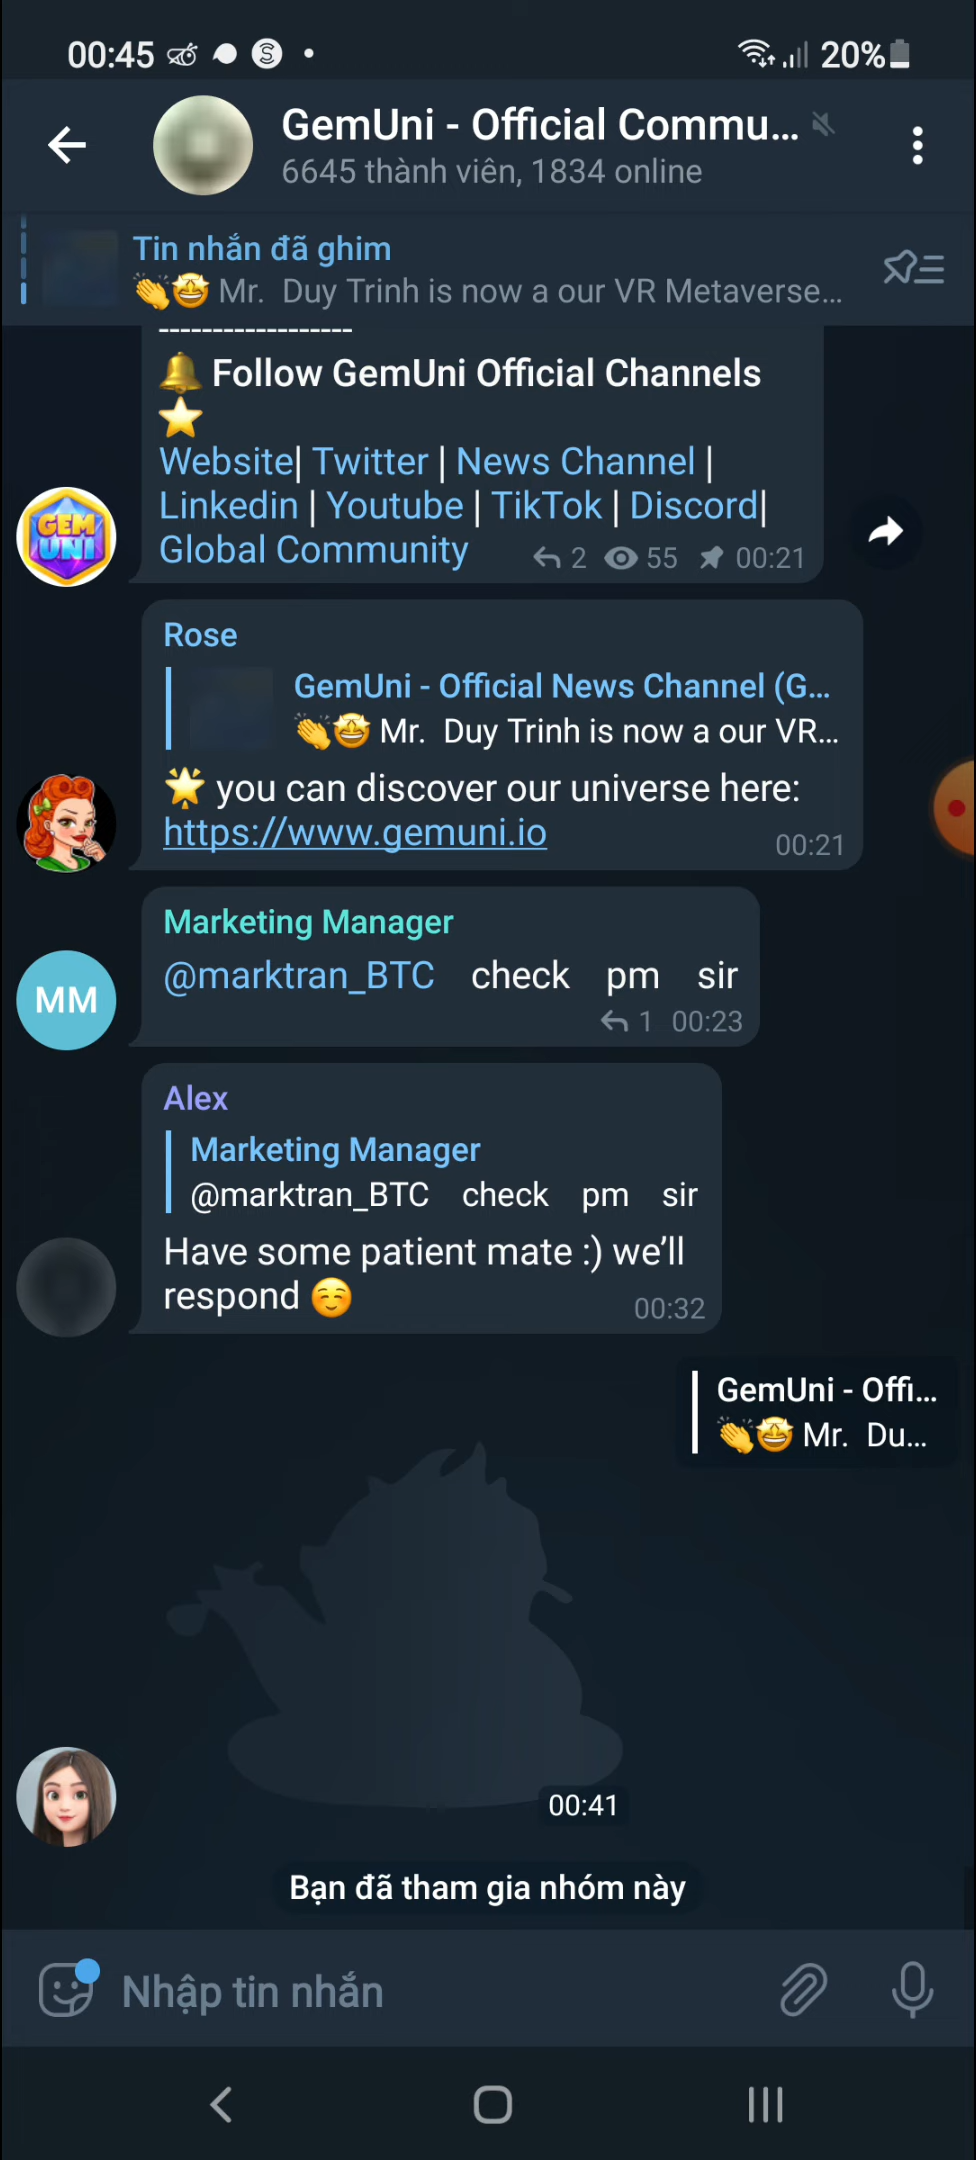 00:45
20%
GemUni - Official Commu...
6645 thành viên, 1834 online
Tin nhắn đã ghim
👏🤩 Mr. Duy Trinh is now a our VR Metaverse...
------------------
🔔 Follow GemUni Official Channels
⭐
Website| Twitter | News Channel |
Linkedin | Youtube | TikTok | Discord|
Global Community
2 55 00:21
GEM
UNI
Rose
GemUni - Official News Channel (G...
👏🤩 Mr. Duy Trinh is now a our VR...
🌟 you can discover our universe here:
https://www.gemuni.io
00:21
Marketing Manager
@marktran_BTC check pm sir
1 00:23
MM
Alex
Marketing Manager
@marktran_BTC check pm sir
Have some patient mate :) we’ll
respond ☺️
00:32
GemUni - Offi...
👏🤩 Mr. Du...
00:41
Bạn đã tham gia nhóm này
Nhập tin nhắn